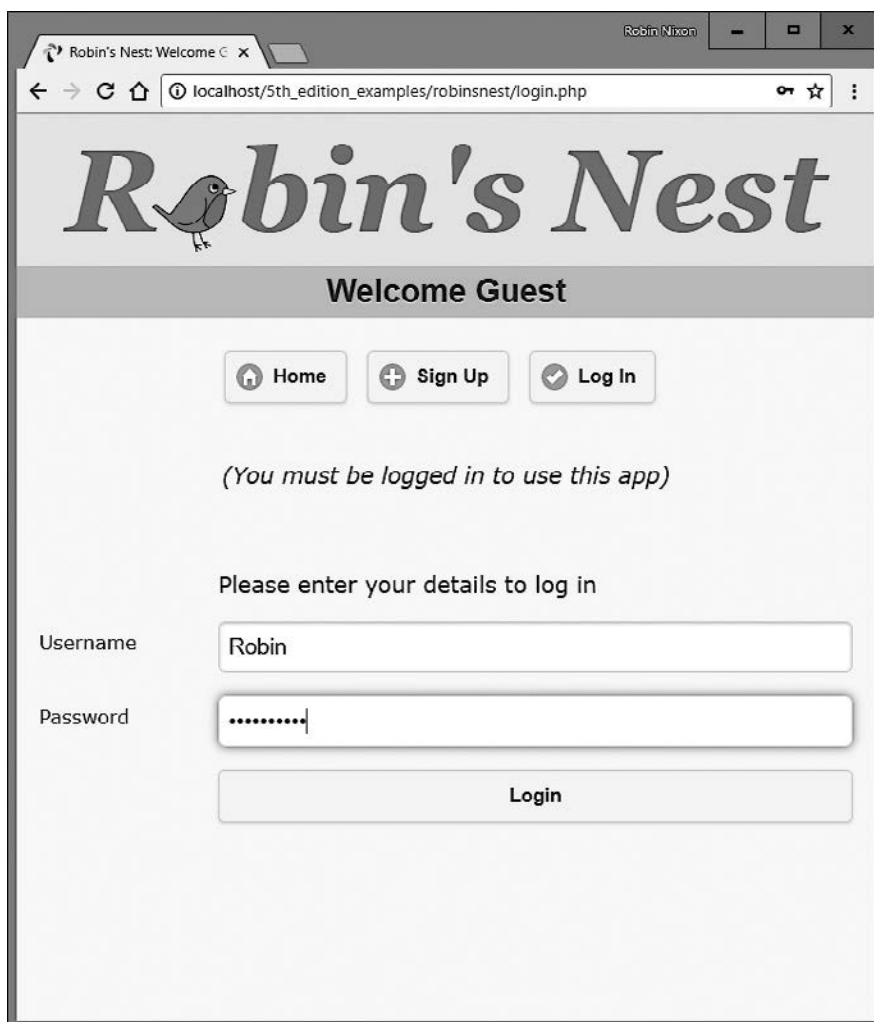 Robin Nixon
Robin's Nest: Welcome G
localhost/5th_edition_examples/robinsnest/login.php
Robin's Nest
Welcome Guest
Home Sign Up Log In
(You must be logged in to use this app)
Please enter your details to log in
Username Robin
Password ••••••••••
Login